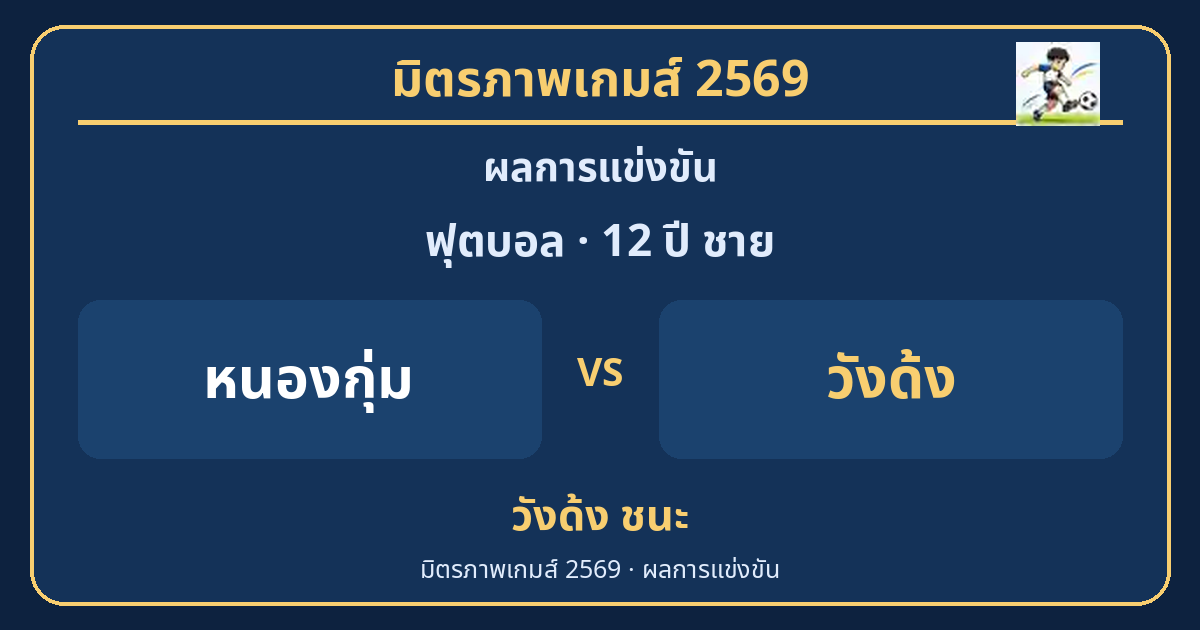 มิตรภาพเกมส์ 2569
ผลการแข่งขัน
ฟุตบอล · 12 ปี ชาย
หนองกุ่ม
VS
วังด้ง
วังด้ง ชนะ
มิตรภาพเกมส์ 2569 · ผลการแข่งขัน